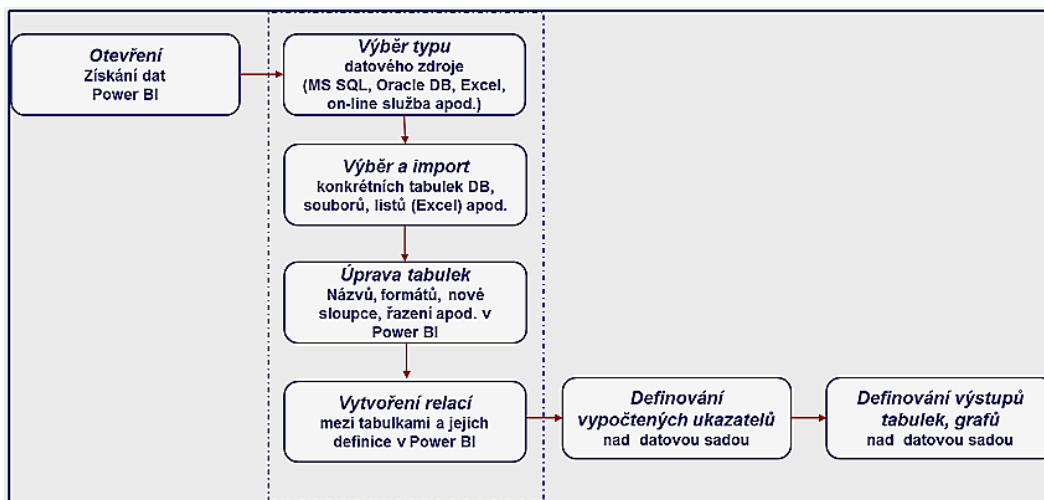 Otevření
Získání dat
Power BI
Výběr typu
datového zdroje
(MS SQL, Oracle DB, Excel,
on-line služba apod.)
Výběr a import
konkrétních tabulek DB,
souborů, listů (Excel) apod.
Úprava tabulek
Názvů, formátů, nové
sloupce, řazení apod. v
Power BI
Vytvoření relací
mezi tabulkami a jejich
definice v Power BI
Definování
vypočtených ukazatelů
nad datovou sadou
Definování výstupů
tabulek, grafů
nad datovou sadou